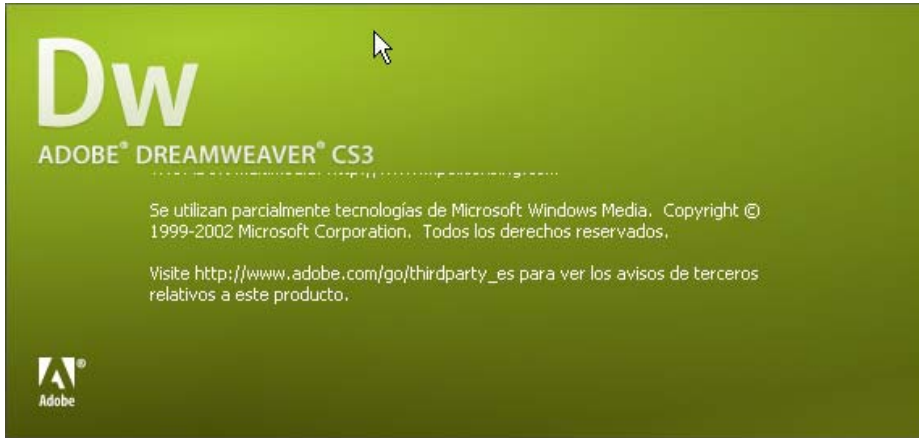 Dw
ADOBE® DREAMWEAVER® CS3
Se utilizan parcialmente tecnologías de Microsoft Windows Media. Copyright ©
1999-2002 Microsoft Corporation. Todos los derechos reservados.
Visite http://www.adobe.com/go/thirdparty_es para ver los avisos de terceros
relativos a este producto.
Adobe®